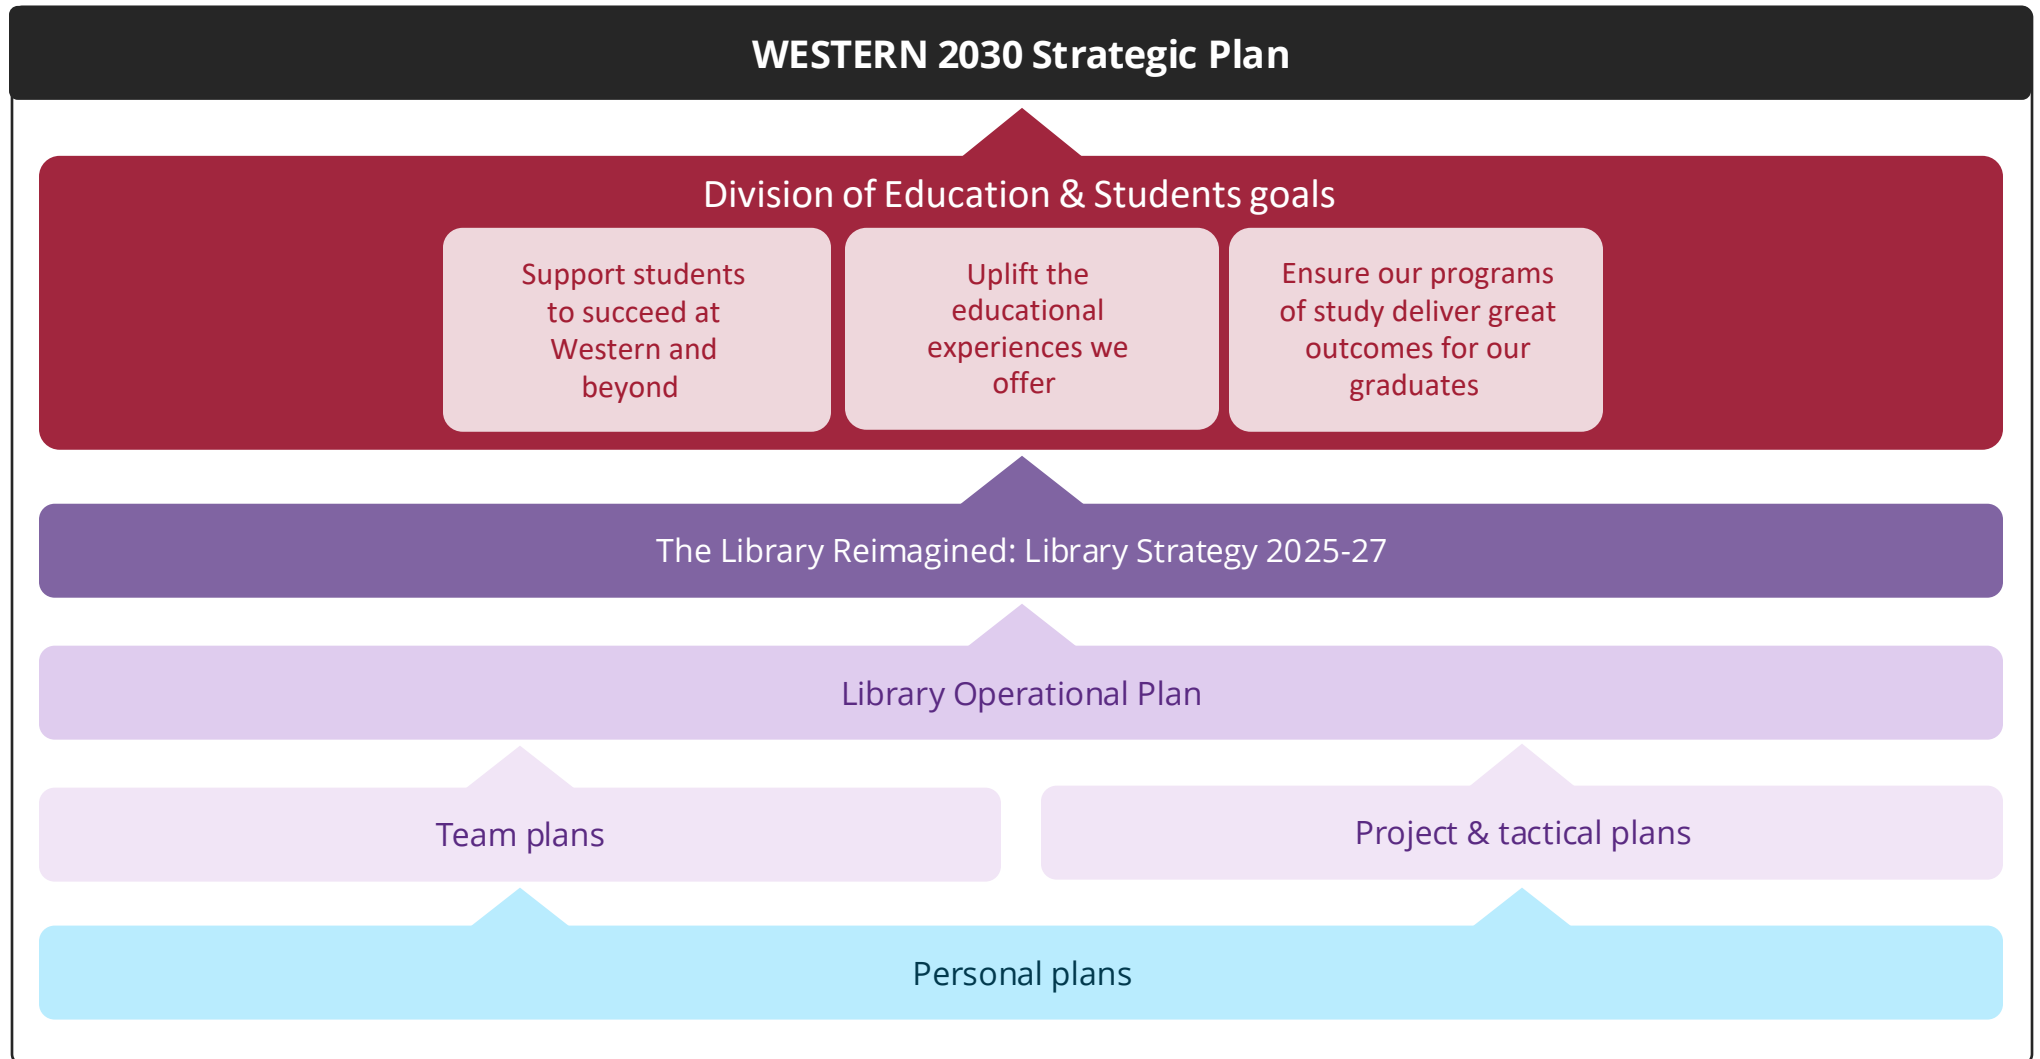 WESTERN 2030 Strategic Plan
Division of Education & Students goals
Support students
to succeed at
Western and
beyond
Uplift the
educational
experiences we
offer
Ensure our programs
of study deliver great
outcomes for our
graduates
The Library Reimagined: Library Strategy 2025-27
Library Operational Plan
Team plans
Project & tactical plans
Personal plans